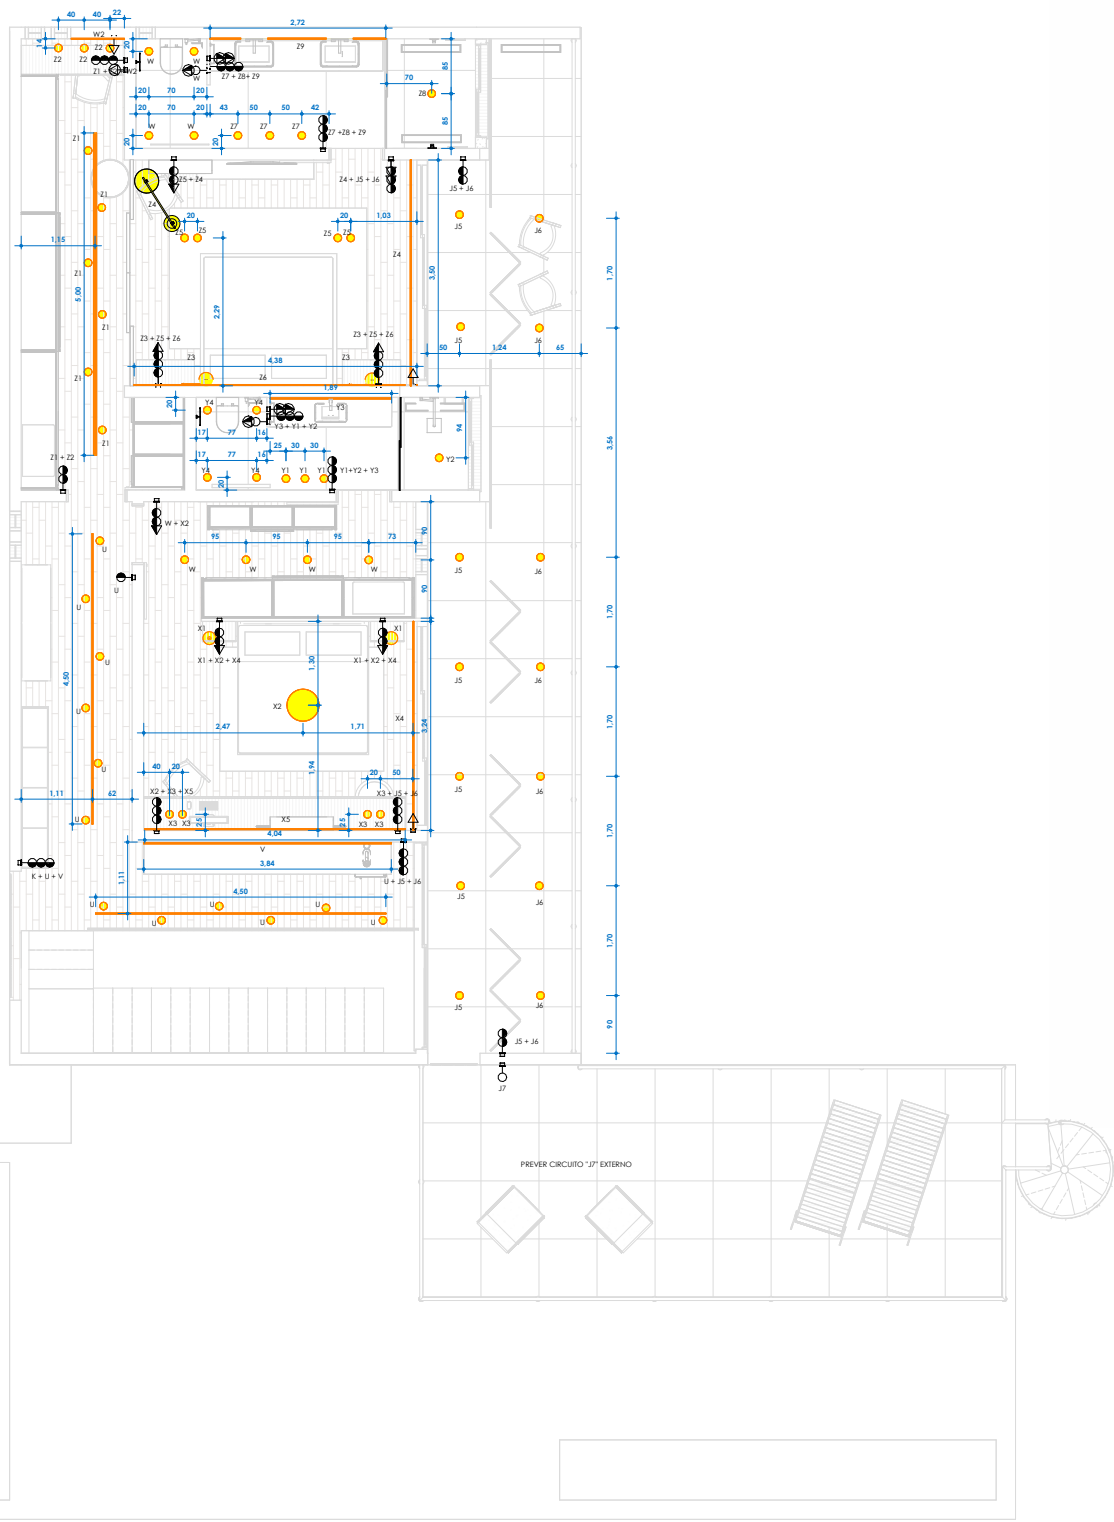 40 40 22
W2
2,72
14
Z2 Z2 Z2
20
W W
Z9
Z7 + Z8+ Z9
70
85
Z8
85
20 70 20
20 70 20 43 50 50 42
W W Z7 Z7 Z7
Z7 +Z8 + Z9
20 20
Z1
Z5 + Z4
Z4 + J5 + J6
J5 + J6
Z1
Z4
20
20 1,03
Z5 Z5
Z5 Z5
J5 J6
1,15
Z4
Z1
5,00
3,50
1,70
2,29
Z1
Z3 + Z5 + Z6
Z3 + Z5 + Z6
J5 J6
50 1,24 65
Z3 Z3
4,38
Z1
Z6
1,89
20
Y4 Y4
Y3
Y3 + Y1 + Y2
Z1
94
17 77 16
3,56
25 30 30
Z1 + Z2
17 77 16
Y4 Y4 Y1 Y1 Y1
Y1+Y2 + Y3
Y2
20
W + X2
90
95 95 95 73
U
W W W W
J5 J6
U
U
90
X1 X1
1,70
X1 + X2 + X4
X1 + X2 + X4
U
1,30
J5 J6
4,50
X2
X4
U
2,47 1,71
3,24
1,70
1,94
U
40 20
20 50
J5 J6
X2 + X3 + X5
X3 + J5 + J6
1,11 62
U
X3 X3
25
X5
25
X3 X3
1,70
4,04
V
3,84
K + U + V
1,11
U + J5 + J6
J5 J6
4,50
U U U
U U U
1,70
J5 J6
90
J5 + J6
J7
PREVER CIRCUITO "J7" EXTERNO